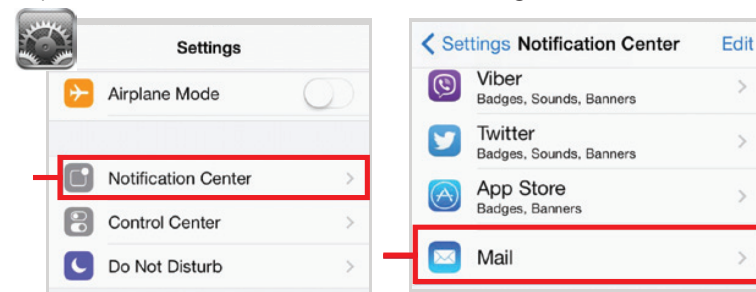 Settings
Airplane Mode
Notification Center
Control Center
Do Not Disturb
Settings Notification Center Edit
Viber
Badges, Sounds, Banners
Twitter
Badges, Sounds, Banners
App Store
Badges, Banners
Mail